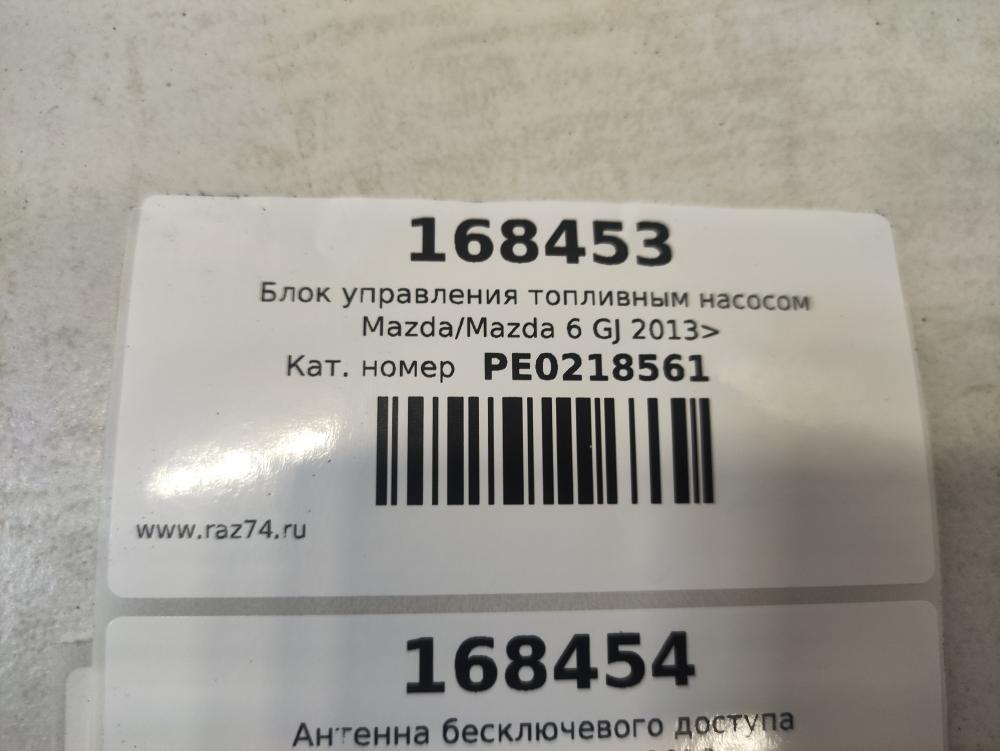 168453
Блок управления топливным насосом
Mazda/Mazda 6 GJ 2013>
Кат. номер PE0218561
www.raz74.ru
168454
Антенна бесключевого доступа